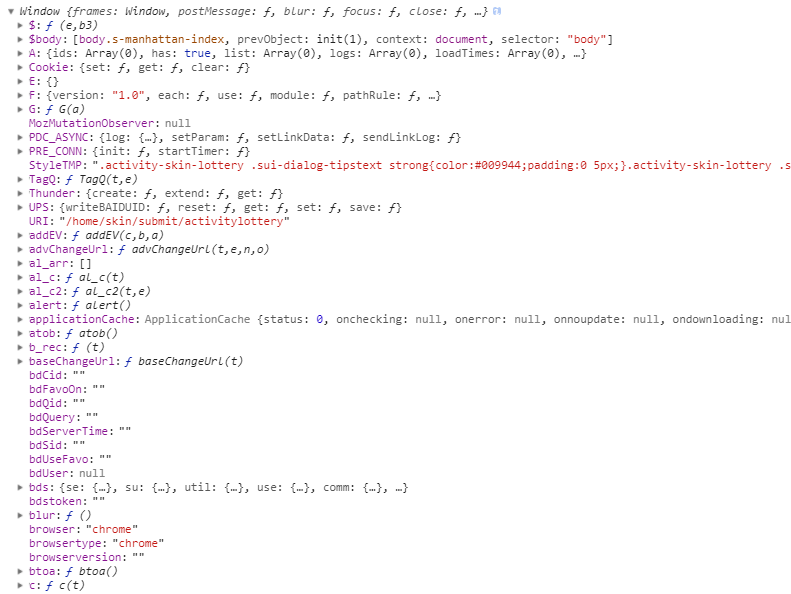 Window {frames: Window, postMessage: ƒ, blur: ƒ, focus: ƒ, close: ƒ, …}
$: ƒ (e,b3)
$body: [body.s-manhattan-index, prevObject: init(1), context: document, selector: "body"]
A: {ids: Array(0), has: true, list: Array(0), logs: Array(0), loadTimes: Array(0), …}
Cookie: {set: ƒ, get: ƒ, clear: ƒ}
E: {}
F: {version: "1.0", each: ƒ, use: ƒ, module: ƒ, pathRule: ƒ, …}
G: ƒ G(a)
MozMutationObserver: null
PDC_ASYNC: {log: {…}, setParam: ƒ, setLinkData: ƒ, sendLinkLog: ƒ}
PRE_CONN: {init: ƒ, startTimer: ƒ}
StyleTMP: ".activity-skin-lottery .sui-dialog-tipstext strong{color:#009944;padding:0 5px;}.activity-skin-lottery .s
TagQ: ƒ TagQ(t,e)
Thunder: {create: ƒ, extend: ƒ, get: ƒ}
UPS: {writeBAIDUID: ƒ, reset: ƒ, get: ƒ, set: ƒ, save: ƒ}
URI: "/home/skin/submit/activitylottery"
addEV: ƒ addEV(c,b,a)
advChangeUrl: ƒ advChangeUrl(t,e,n,o)
al_arr: []
al_c: ƒ al_c(t)
al_c2: ƒ al_c2(t,e)
alert: ƒ alert()
applicationCache: ApplicationCache {status: 0, onchecking: null, onerror: null, onnoupdate: null, ondownloading: nul
atob: ƒ atob()
b_rec: ƒ (t)
baseChangeUrl: ƒ baseChangeUrl(t)
bdCid: ""
bdFavoOn: ""
bdQid: ""
bdQuery: ""
bdServerTime: ""
bdSid: ""
bdUseFavo: ""
bdUser: null
bds: {se: {…}, su: {…}, util: {…}, use: {…}, comm: {…}, …}
bdstoken: ""
blur: ƒ ()
browser: "chrome"
browsertype: "chrome"
browserversion: ""
btoa: ƒ btoa()
c: ƒ c(t)